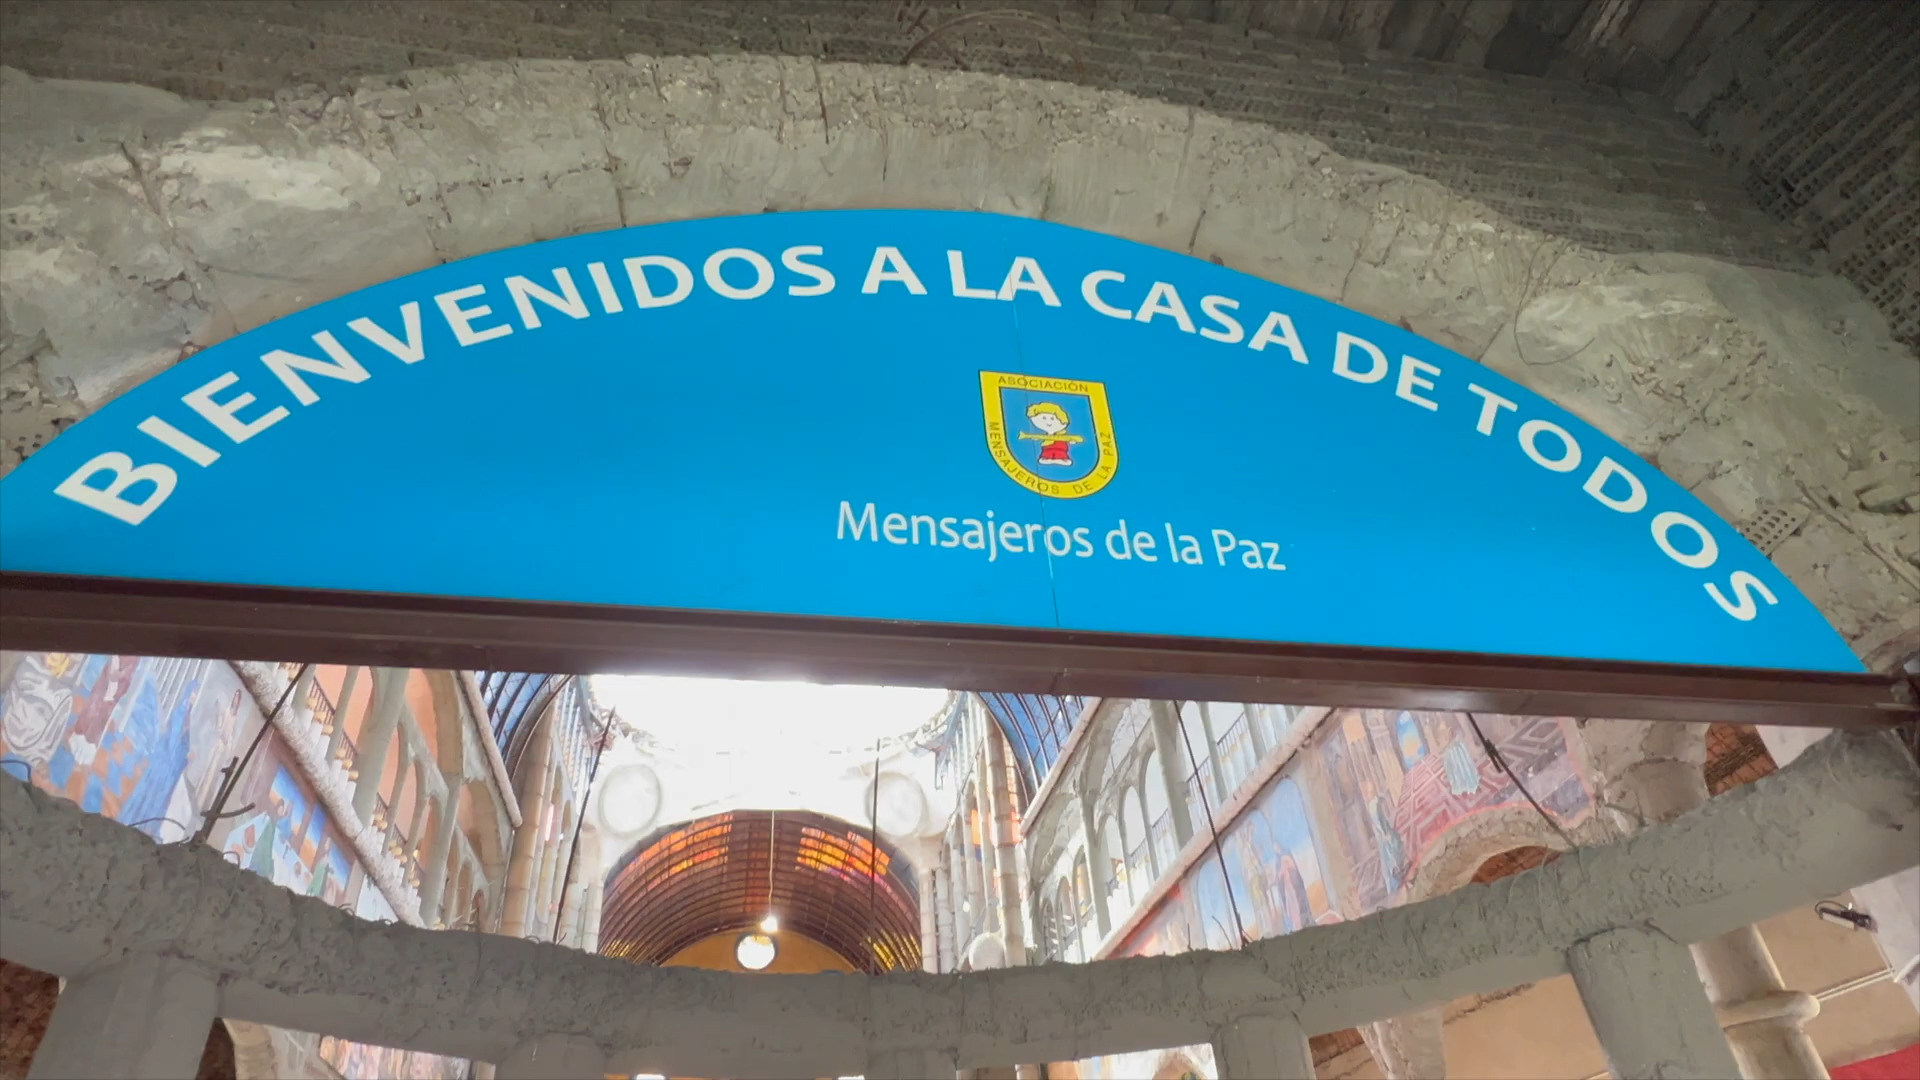 BIENVENIDOS A LA CASA DE TODOS
ASOCIACIÓN
MENSAJEROS DE LA PAZ
Mensajeros de la Paz